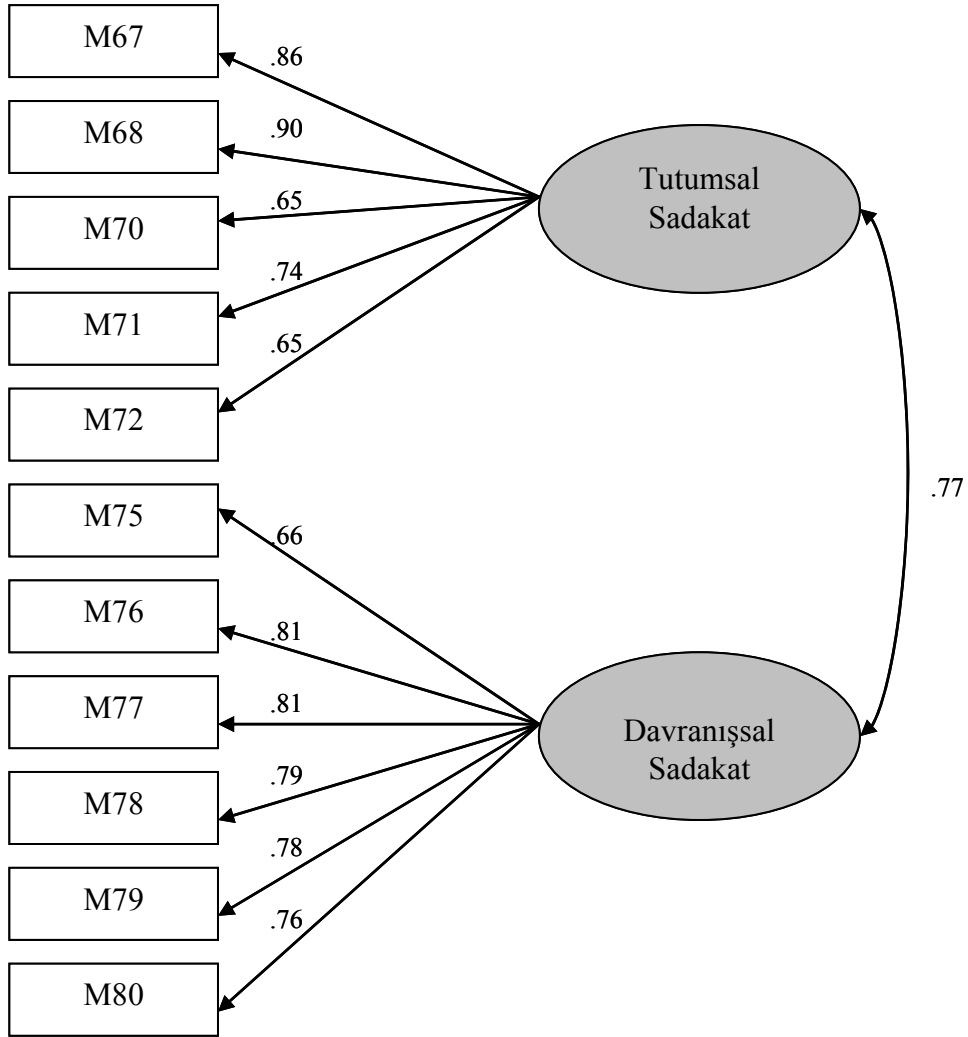 M67
.86
M68
.90
Tutumsal
Sadakat
M70
.65
M71
.74
M72
.65
M75
.66
.77
M76
.81
M77
.81
Davranışsal
Sadakat
M78
.79
M79
.78
M80
.76